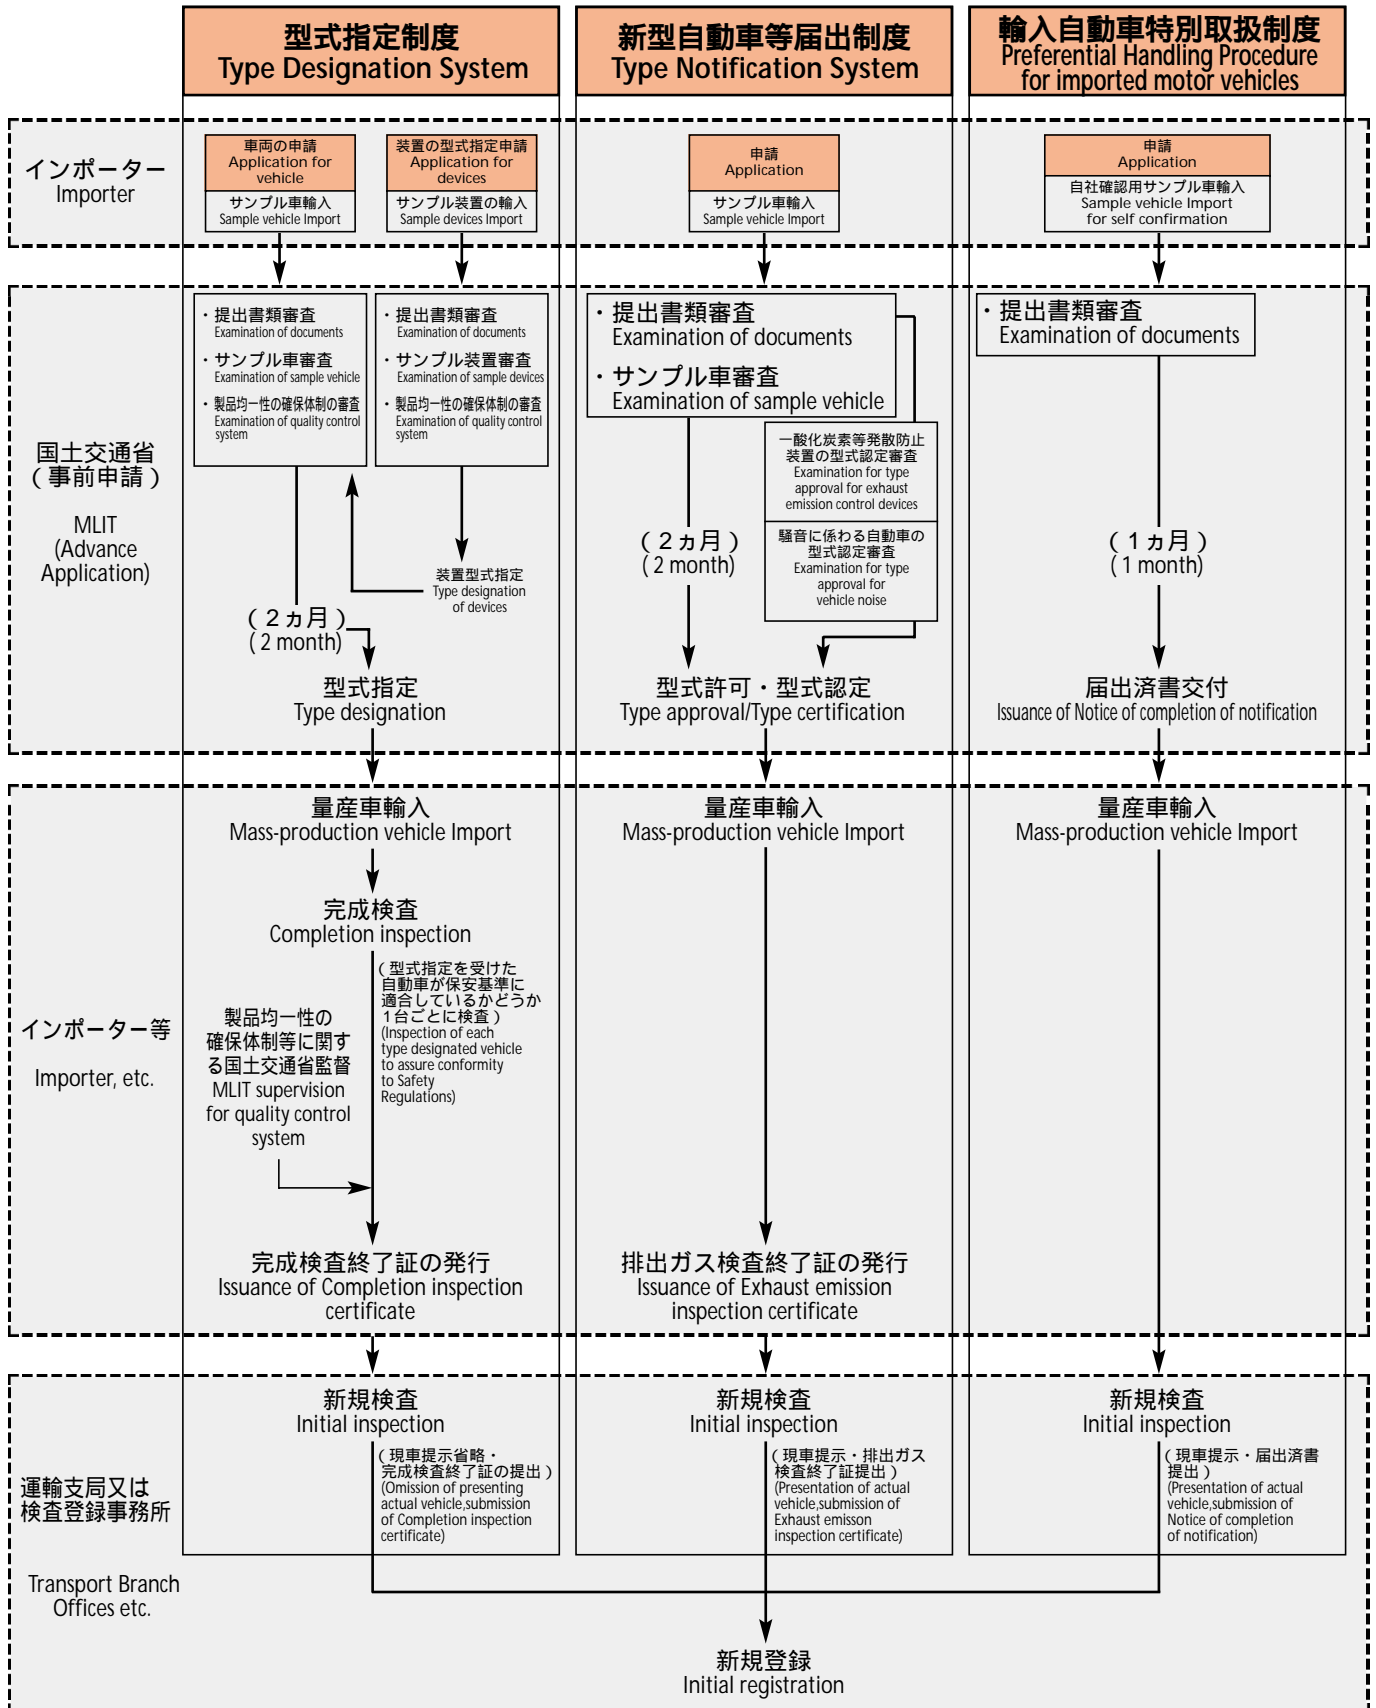 型式指定制度
Type Designation System
新型自動車等届出制度
Type Notification System
輸入自動車特別取扱制度
Preferential Handling Procedure
for imported motor vehicles
インポーター
Importer
車両の申請
Application for
vehicle
サンプル車輸入
Sample vehicle Import
装置の型式指定申請
Application for
devices
サンプル装置の輸入
Sample devices Import
申請
Application
サンプル車輸入
Sample vehicle Import
申請
Application
自社確認用サンプル車輸入
Sample vehicle Import
for self confirmation
国土交通省
（事前申請）
MLIT
(Advance
Application)
・提出書類審査
Examination of documents
・サンプル車審査
Examination of sample vehicle
・製品均一性の確保体制の審査
Examination of quality control
system
・提出書類審査
Examination of documents
・サンプル装置審査
Examination of sample devices
・製品均一性の確保体制の審査
Examination of quality control
system
装置型式指定
Type designation
of devices
（２ヵ月）
( 2 month)
型式指定
Type designation
・提出書類審査
Examination of documents
・サンプル車審査
Examination of sample vehicle
一酸化炭素等発散防止
装置の型式認定審査
Examination for type
approval for exhaust
emission control devices
騒音に係わる自動車の
型式認定審査
Examination for type
approval for
vehicle noise
（２ヵ月）
( 2 month)
型式許可・型式認定
Type approval/Type certification
・提出書類審査
Examination of documents
（１ヵ月）
( 1 month)
届出済書交付
Issuance of Notice of completion of notification
インポーター等
Importer, etc.
量産車輸入
Mass-production vehicle Import
完成検査
Completion inspection
（型式指定を受けた
自動車が保安基準に
適合しているかどうか
１台ごとに検査）
(Inspection of each
type designated vehicle
to assure conformity
to Safety
Regulations)
製品均一性の
確保体制等に関す
る国土交通省監督
MLIT supervision
for quality control
system
完成検査終了証の発行
Issuance of Completion inspection
certificate
量産車輸入
Mass-production vehicle Import
排出ガス検査終了証の発行
Issuance of Exhaust emission
inspection certificate
量産車輸入
Mass-production vehicle Import
運輸支局又は
検査登録事務所
Transport Branch
Offices etc.
新規検査
Initial inspection
（現車提示省略・
完成検査終了証の提出）
(Omission of presenting
actual vehicle,submission
of Completion inspection
certificate)
新規検査
Initial inspection
（現車提示・排出ガス
検査終了証提出）
(Presentation of actual
vehicle,submission of
Exhaust emisson
inspection certificate)
新規検査
Initial inspection
（現車提示・届出済書
提出）
(Presentation of actual
vehicle,submission of
Notice of completion
of notification)
新規登録
Initial registration